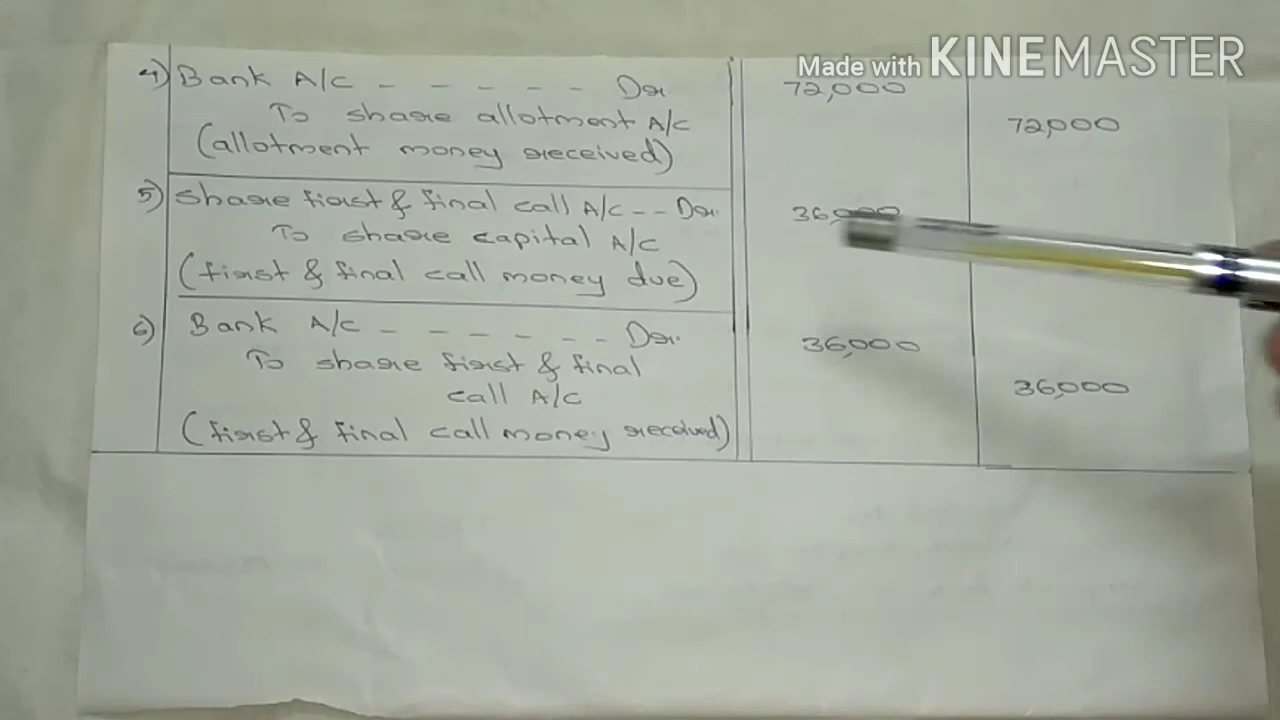 Made with KINEMASTER
4) Bank A/c - - - - - Dr. 72,000
To share allotment A/c 72,000
(allotment money received)
5) share first & final call A/c - - Dr. 36,000
To share capital A/c
(first & final call money due)
6) Bank A/c - - - - - - Dr. 36,000
To share first & final
call A/c 36,000
(first & final call money received)